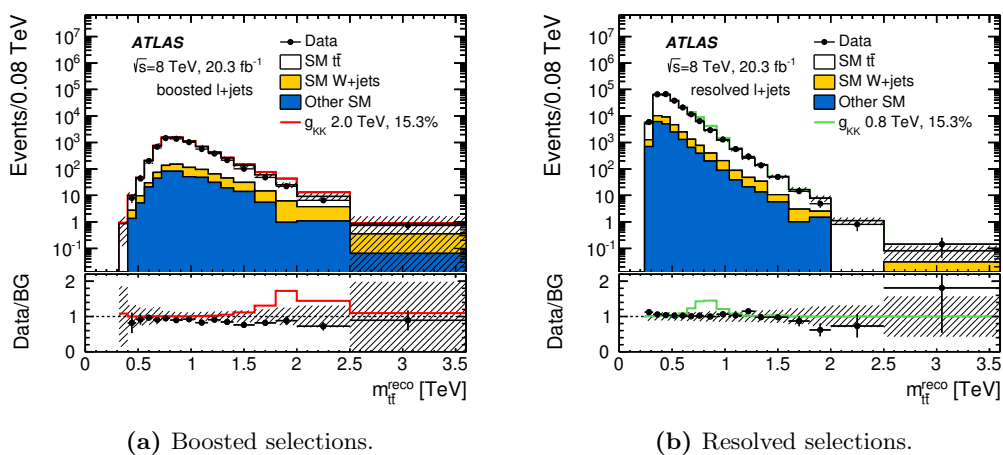 Events/0.08 TeV
10⁷
10⁶
10⁵
10⁴
10³
10²
10
1
10⁻¹
ATLAS
√s=8 TeV, 20.3 fb⁻¹
boosted l+jets
Data
SM tt̄
SM W+jets
Other SM
g_KK 2.0 TeV, 15.3%
Data/BG
2
1
0
0 0.5 1 1.5 2 2.5 3 3.5
m_tt̄^reco [TeV]
(a) Boosted selections.
Events/0.08 TeV
10⁷
10⁶
10⁵
10⁴
10³
10²
10
1
10⁻¹
ATLAS
√s=8 TeV, 20.3 fb⁻¹
resolved l+jets
Data
SM tt̄
SM W+jets
Other SM
g_KK 0.8 TeV, 15.3%
Data/BG
2
1
0
0 0.5 1 1.5 2 2.5 3 3.5
m_tt̄^reco [TeV]
(b) Resolved selections.